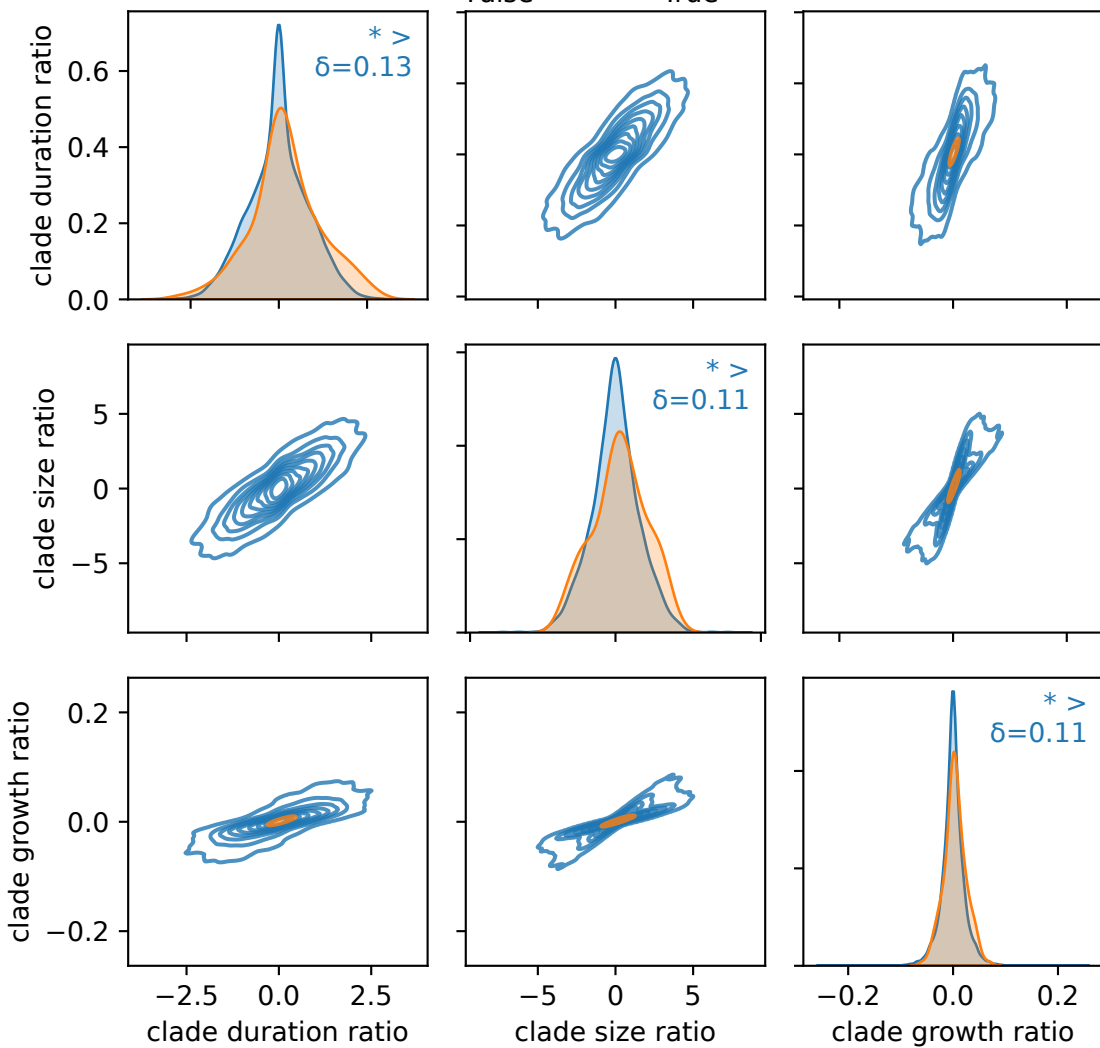 clade duration ratio
0.6
0.4
0.2
0.0
* >
δ=0.13
clade size ratio
5
0
−5
* >
δ=0.11
clade growth ratio
0.2
0.0
−0.2
* >
δ=0.11
−2.5 0.0 2.5
−5 0 5
−0.2 0.0 0.2
clade duration ratio
clade size ratio
clade growth ratio